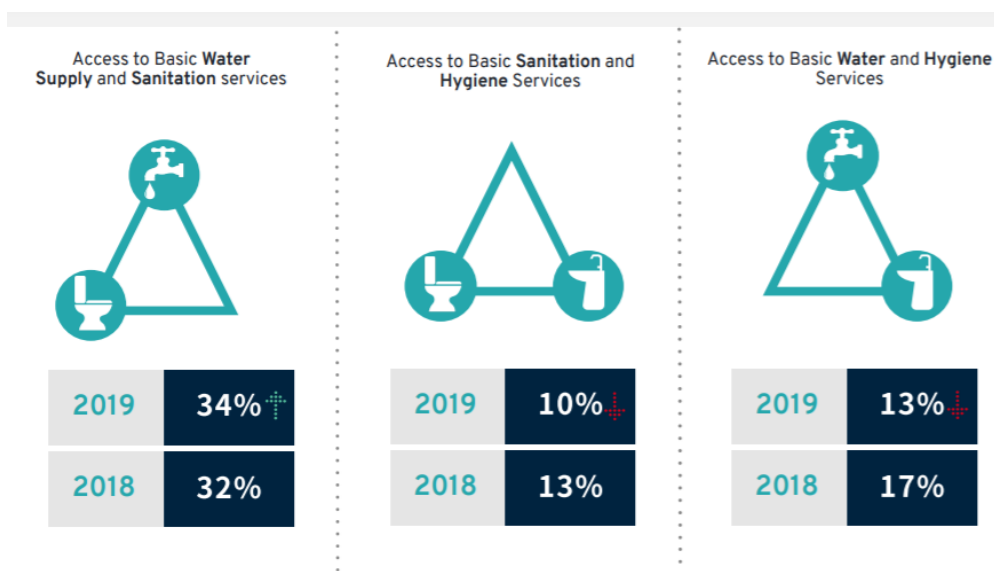 Access to Basic Water
Supply and Sanitation services
2019 34%
2018 32%
Access to Basic Sanitation and
Hygiene Services
2019 10%
2018 13%
Access to Basic Water and Hygiene
Services
2019 13%
2018 17%